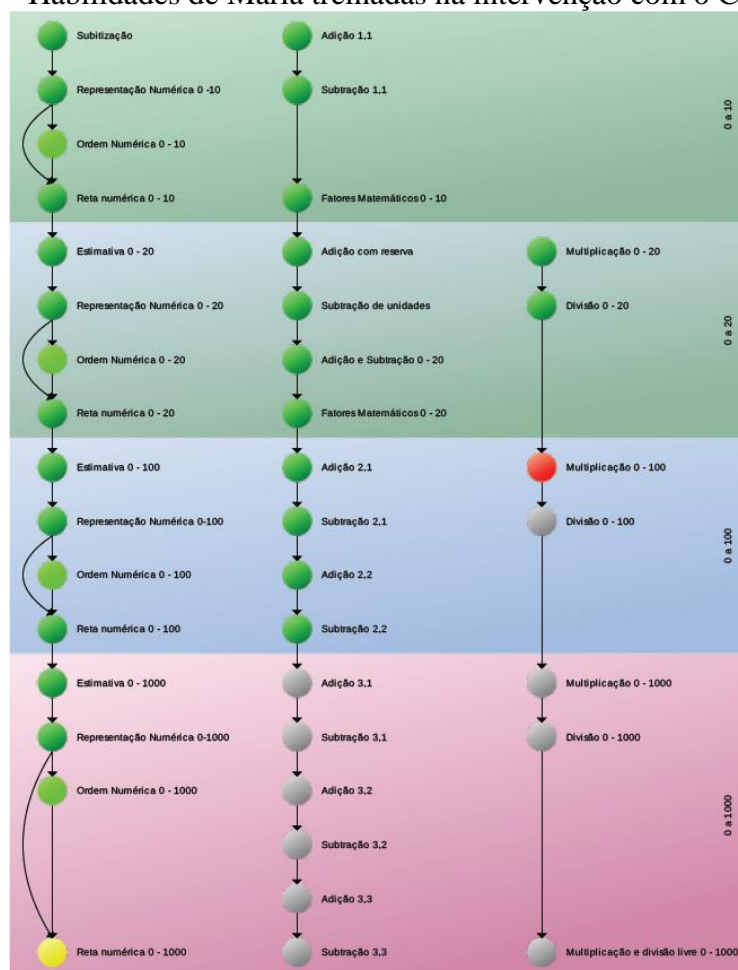 Habilidades de Maria treinadas na intervenção com o C
Subitização
Representação Numérica 0 -10
Ordem Numérica 0 - 10
Reta numérica 0 - 10
Estimativa 0 - 20
Representação Numérica 0 - 20
Ordem Numérica 0 - 20
Reta numérica 0 - 20
Estimativa 0 - 100
Representação Numérica 0-100
Ordem Numérica 0 - 100
Reta numérica 0 - 100
Estimativa 0 - 1000
Representação Numérica 0-1000
Ordem Numérica 0 - 1000
Reta numérica 0 - 1000
Adição 1,1
Subtração 1,1
Fatores Matemáticos 0 - 10
Adição com reserva
Subtração de unidades
Adição e Subtração 0 - 20
Fatores Matemáticos 0 - 20
Adição 2,1
Subtração 2,1
Adição 2,2
Subtração 2,2
Adição 3,1
Subtração 3,1
Adição 3,2
Subtração 3,2
Adição 3,3
Subtração 3,3
Multiplicação 0 - 20
Divisão 0 - 20
Multiplicação 0 - 100
Divisão 0 - 100
Multiplicação 0 - 1000
Divisão 0 - 1000
Multiplicação e divisão livre 0 - 1000
0 a 10
0 a 20
0 a 100
0 a 1000